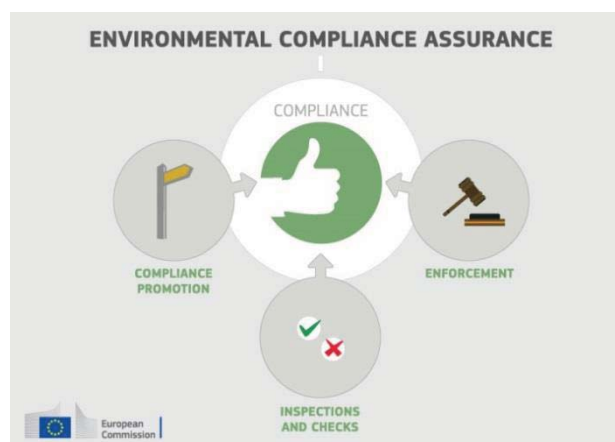 ENVIRONMENTAL COMPLIANCE ASSURANCE
COMPLIANCE
COMPLIANCE
PROMOTION
ENFORCEMENT
INSPECTIONS
AND CHECKS
European
Commission